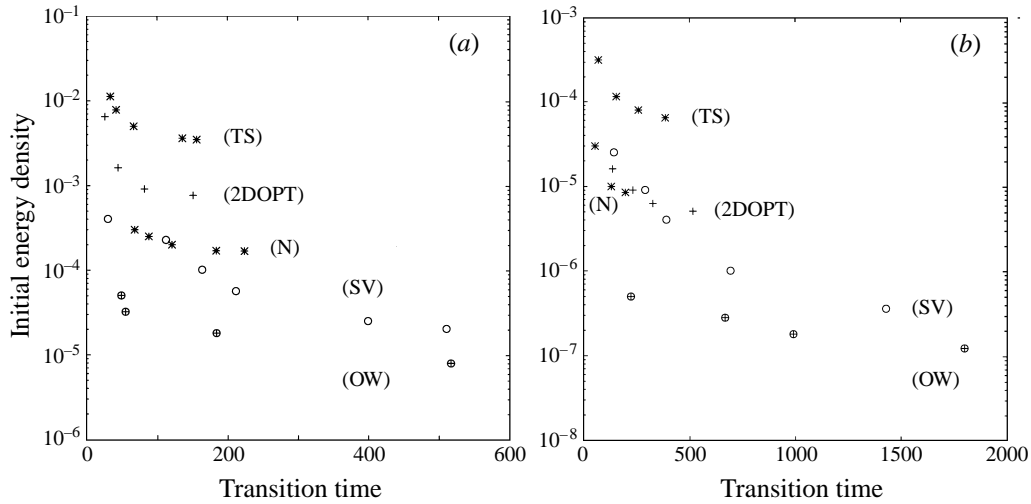 10^{-1}
10^{-2}
10^{-3}
10^{-4}
10^{-5}
10^{-6}
Initial energy density
(a)
(TS)
(2DOPT)
(N)
(SV)
(OW)
0 200 400 600
Transition time
10^{-3}
10^{-4}
10^{-5}
10^{-6}
10^{-7}
10^{-8}
(b)
(TS)
(N)
(2DOPT)
(SV)
(OW)
0 500 1000 1500 2000
Transition time